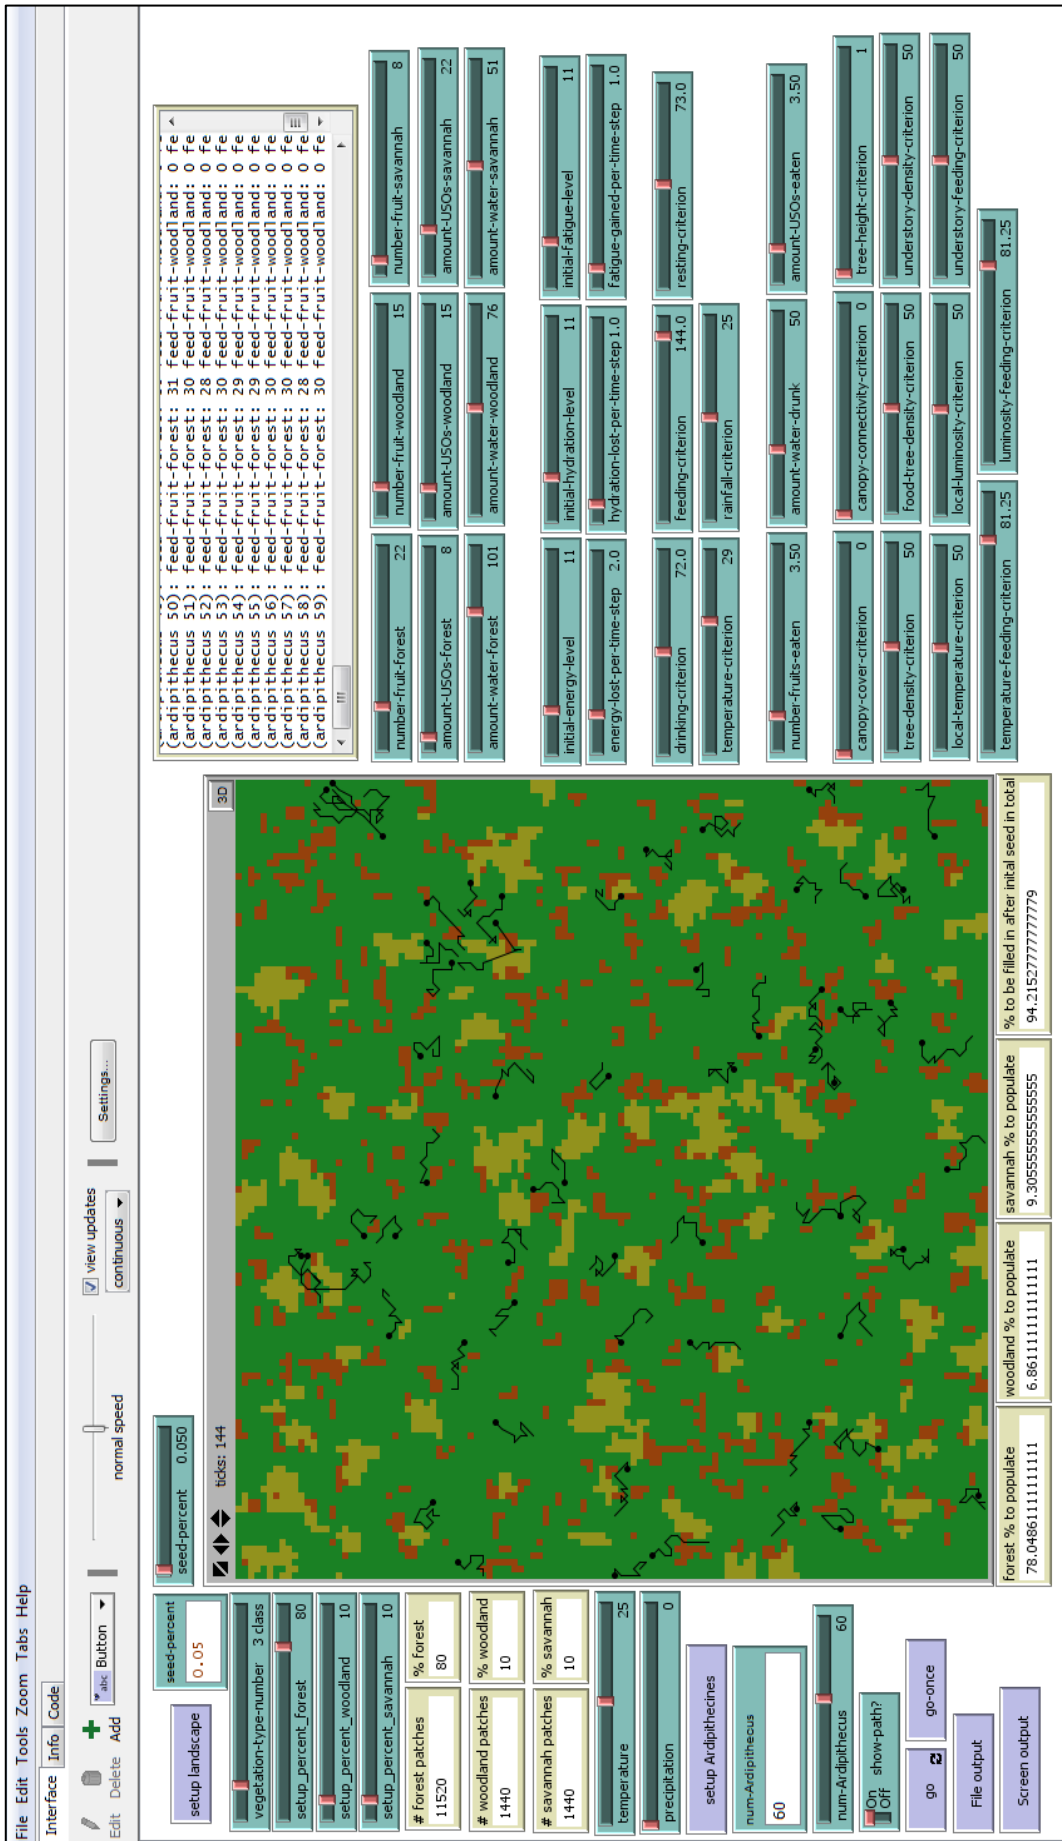 File Edit Tools Zoom Tabs Help
Interface Info Code
Edit Delete Add
abc Button
normal speed
view updates
continuous
Settings...
setup landscape
seed-percent
0.05
seed-percent 0.050
vegetation-type-number 3 class
setup_percent_forest 80
setup_percent_woodland 10
setup_percent_savannah 10
# forest patches
11520
% forest
80
# woodland patches
1440
% woodland
10
# savannah patches
1440
% savannah
10
temperature 25
precipitation 0
setup Ardipithecines
num-Ardipithecus
60
num-Ardipithecus 60
On
Off
show-path?
go
go-once
File output
Screen output
ticks: 144
3D
forest % to populate
78.04861111111111
woodland % to populate
6.861111111111111
savannah % to populate
9.305555555555555
% to be filled in after inital seed in total
94.21527777777779
(ardipithecus 50): feed-fruit-forest: 31 feed-fruit-woodland: 0 fe
(ardipithecus 51): feed-fruit-forest: 30 feed-fruit-woodland: 0 fe
(ardipithecus 52): feed-fruit-forest: 28 feed-fruit-woodland: 0 fe
(ardipithecus 53): feed-fruit-forest: 30 feed-fruit-woodland: 0 fe
(ardipithecus 54): feed-fruit-forest: 29 feed-fruit-woodland: 0 fe
(ardipithecus 55): feed-fruit-forest: 29 feed-fruit-woodland: 0 fe
(ardipithecus 56): feed-fruit-forest: 30 feed-fruit-woodland: 0 fe
(ardipithecus 57): feed-fruit-forest: 30 feed-fruit-woodland: 0 fe
(ardipithecus 58): feed-fruit-forest: 28 feed-fruit-woodland: 0 fe
(ardipithecus 59): feed-fruit-forest: 30 feed-fruit-woodland: 0 fe
number-fruit-forest 22
number-fruit-woodland 15
number-fruit-savannah 8
amount-USOs-forest 8
amount-USOs-woodland 15
amount-USOs-savannah 22
amount-water-forest 101
amount-water-woodland 76
amount-water-savannah 51
initial-energy-level 11
initial-hydration-level 11
initial-fatigue-level 11
energy-lost-per-time-step 2.0
hydration-lost-per-time-step 1.0
fatigue-gained-per-time-step 1.0
drinking-criterion 72.0
feeding-criterion 144.0
resting-criterion 73.0
temperature-criterion 29
rainfall-criterion 25
number-fruits-eaten 3.50
amount-water-drunk 50
amount-USOs-eaten 3.50
canopy-cover-criterion 0
canopy-connectivity-criterion 0
tree-height-criterion 1
tree-density-criterion 50
food-tree-density-criterion 50
understory-density-criterion 50
local-temperature-criterion 50
local-luminosity-criterion 50
understory-feeding-criterion 50
temperature-feeding-criterion 81.25
luminosity-feeding-criterion 81.25